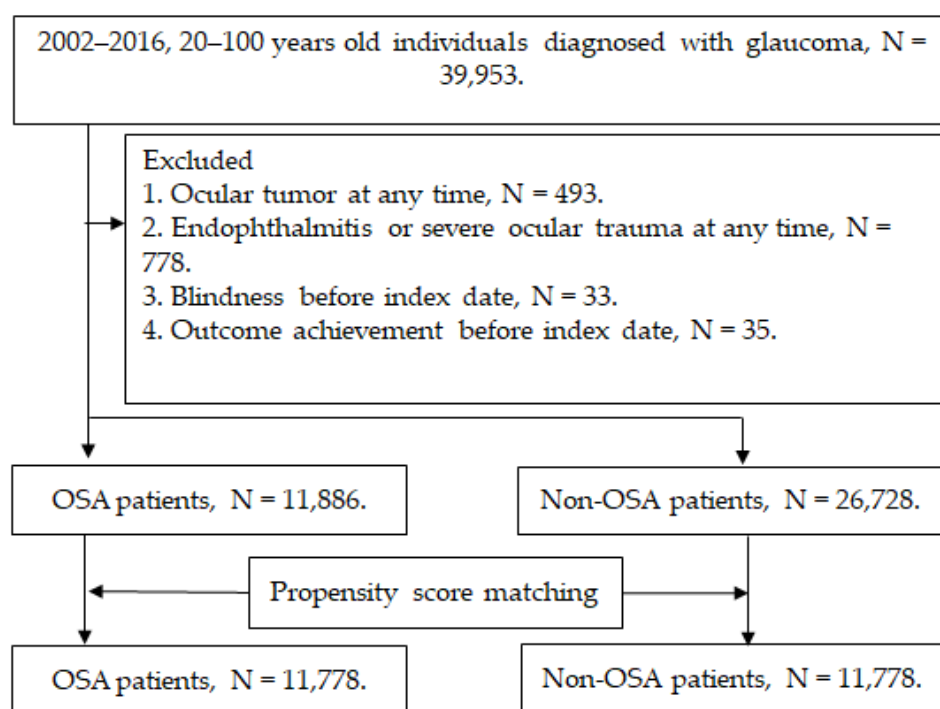 2002–2016, 20–100 years old individuals diagnosed with glaucoma, N =
39,953.
Excluded
1. Ocular tumor at any time, N = 493.
2. Endophthalmitis or severe ocular trauma at any time, N =
778.
3. Blindness before index date, N = 33.
4. Outcome achievement before index date, N = 35.
OSA patients, N = 11,886.
Non-OSA patients, N = 26,728.
Propensity score matching
OSA patients, N = 11,778.
Non-OSA patients, N = 11,778.